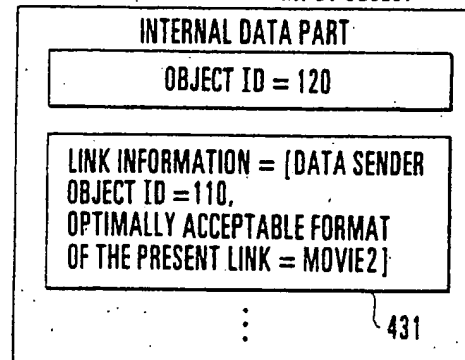 INTERNAL DATA PART
OBJECT ID = 120
LINK INFORMATION = [DATA SENDER
OBJECT ID =110,
OPTIMALLY ACCEPTABLE FORMAT
OF THE PRESENT LINK = MOVIE2]
431